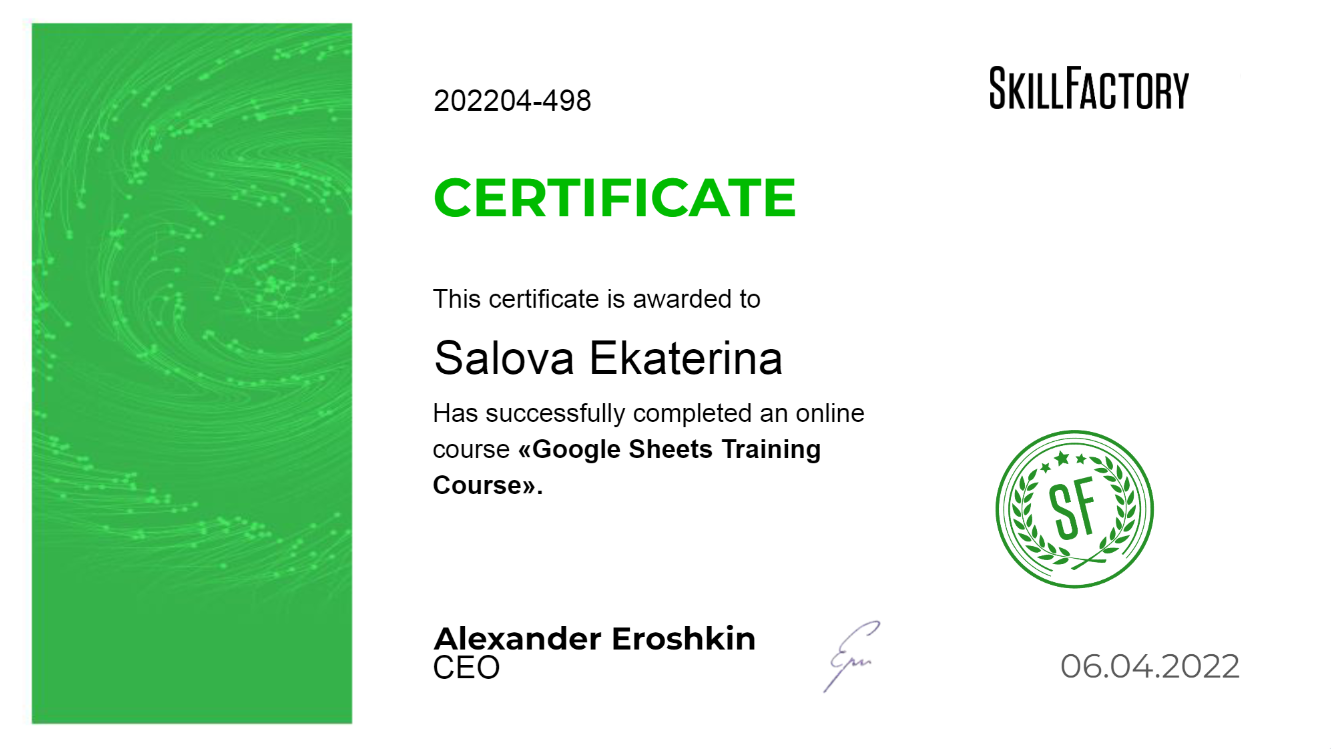 202204-498
SKILLFACTORY
CERTIFICATE
This certificate is awarded to
Salova Ekaterina
Has successfully completed an online
course «Google Sheets Training
Course».
SF
Alexander Eroshkin
CEO
06.04.2022